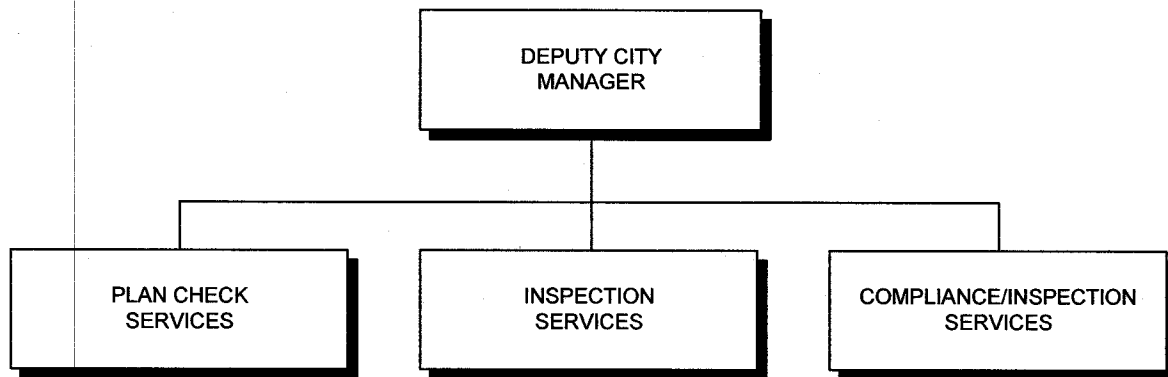 DEPUTY CITY
MANAGER
PLAN CHECK
SERVICES
INSPECTION
SERVICES
COMPLIANCE/INSPECTION
SERVICES